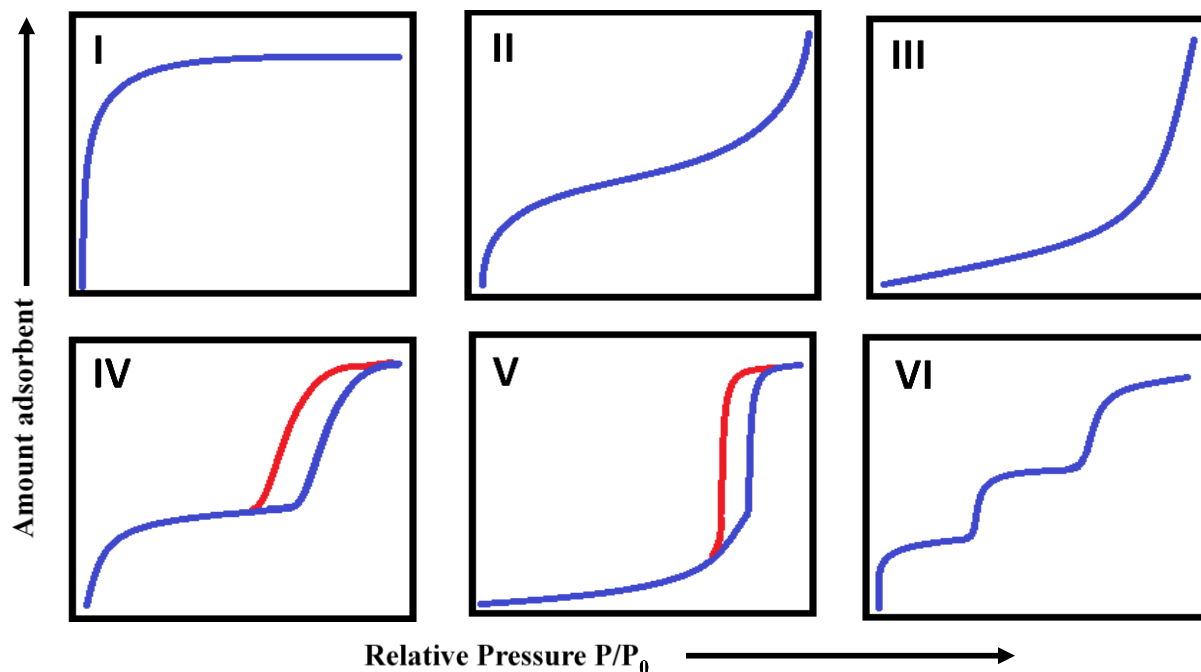 I
II
III
IV
V
VI
Amount adsorbent
Relative Pressure P/P₀